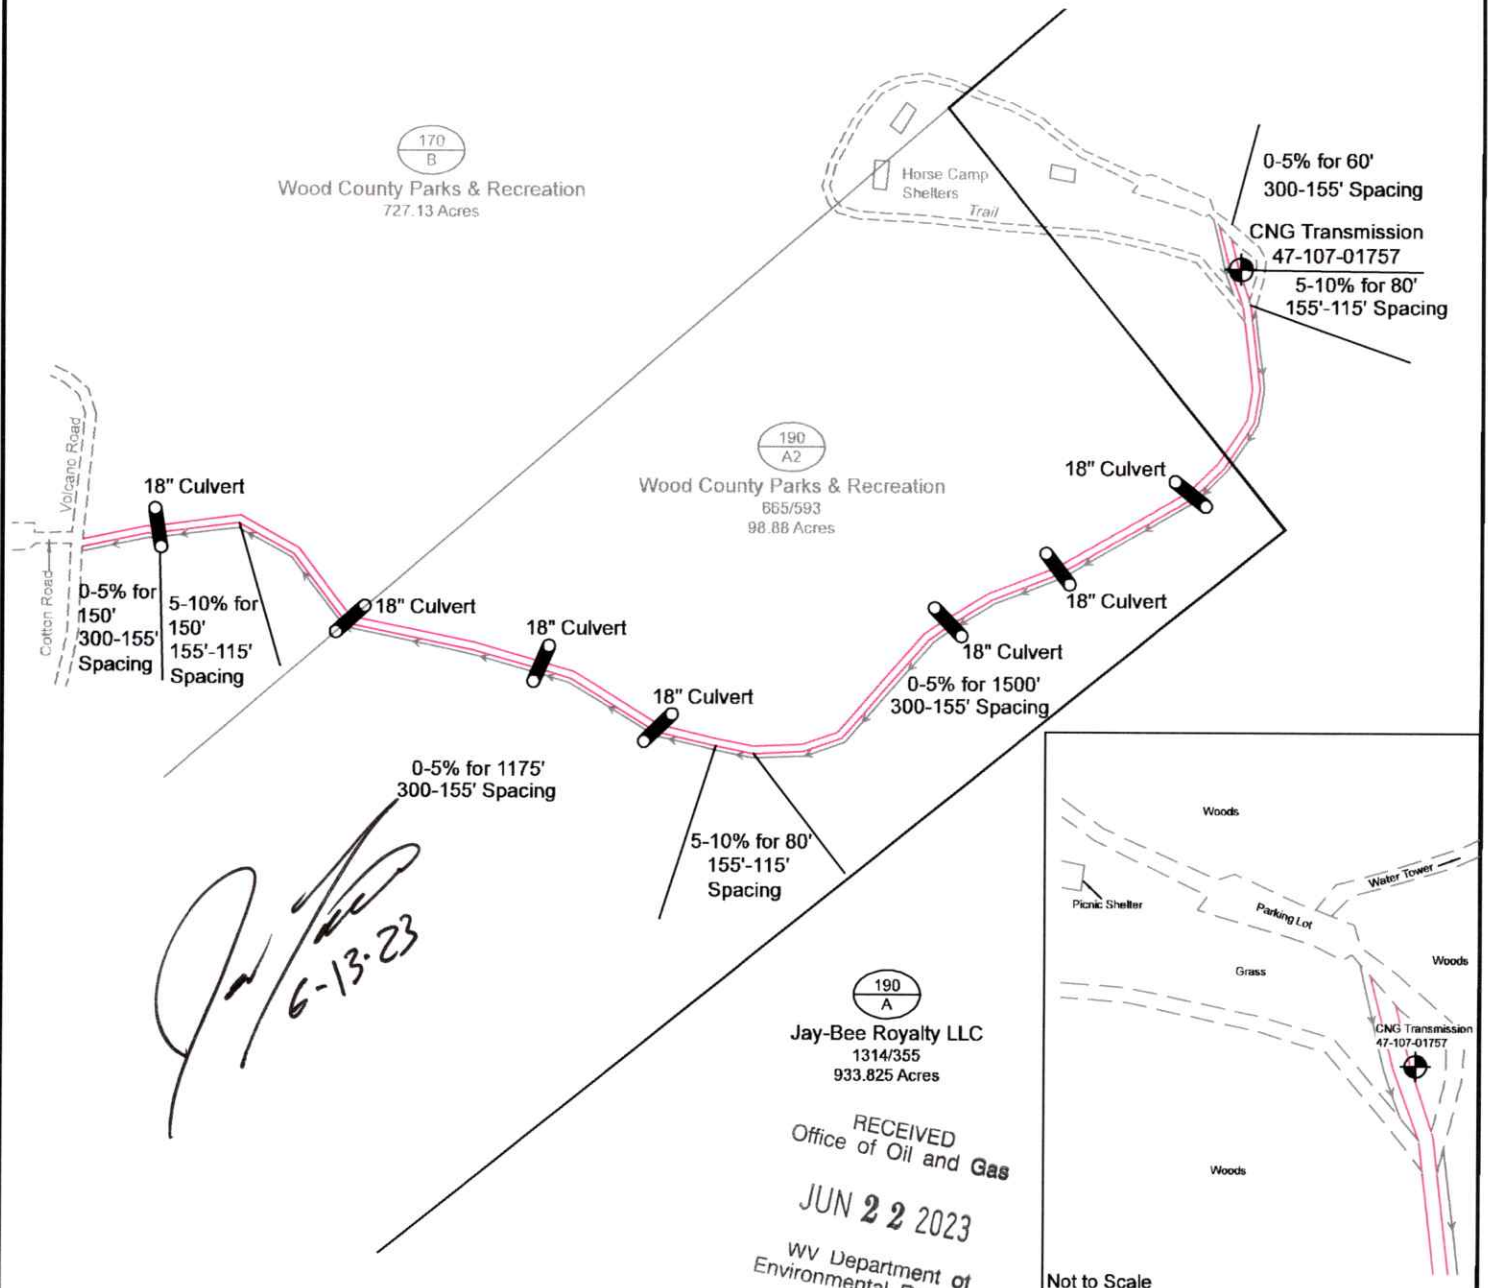 170
B
Wood County Parks & Recreation
727.13 Acres
Horse Camp
Shelters
Trail
0-5% for 60'
300-155' Spacing
CNG Transmission
47-107-01757
5-10% for 80'
155'-115' Spacing
Volcano Road
Cotton Road
18" Culvert
190
A2
Wood County Parks & Recreation
665/593
98.88 Acres
18" Culvert
18" Culvert
18" Culvert
0-5% for 1500'
300-155' Spacing
0-5% for
150'
300-155'
Spacing
5-10% for
150'
155'-115'
Spacing
18" Culvert
18" Culvert
18" Culvert
0-5% for 1175'
300-155' Spacing
5-10% for 80'
155'-115'
Spacing
6-13-23
190
A
Jay-Bee Royalty LLC
1314/355
933.825 Acres
RECEIVED
Office of Oil and Gas
JUN 22 2023
WV Department of
Environmental
Woods
Water Tower
Picnic Shelter
Parking Lot
Woods
Grass
CNG Transmission
47-107-01757
Woods
Not to Scale